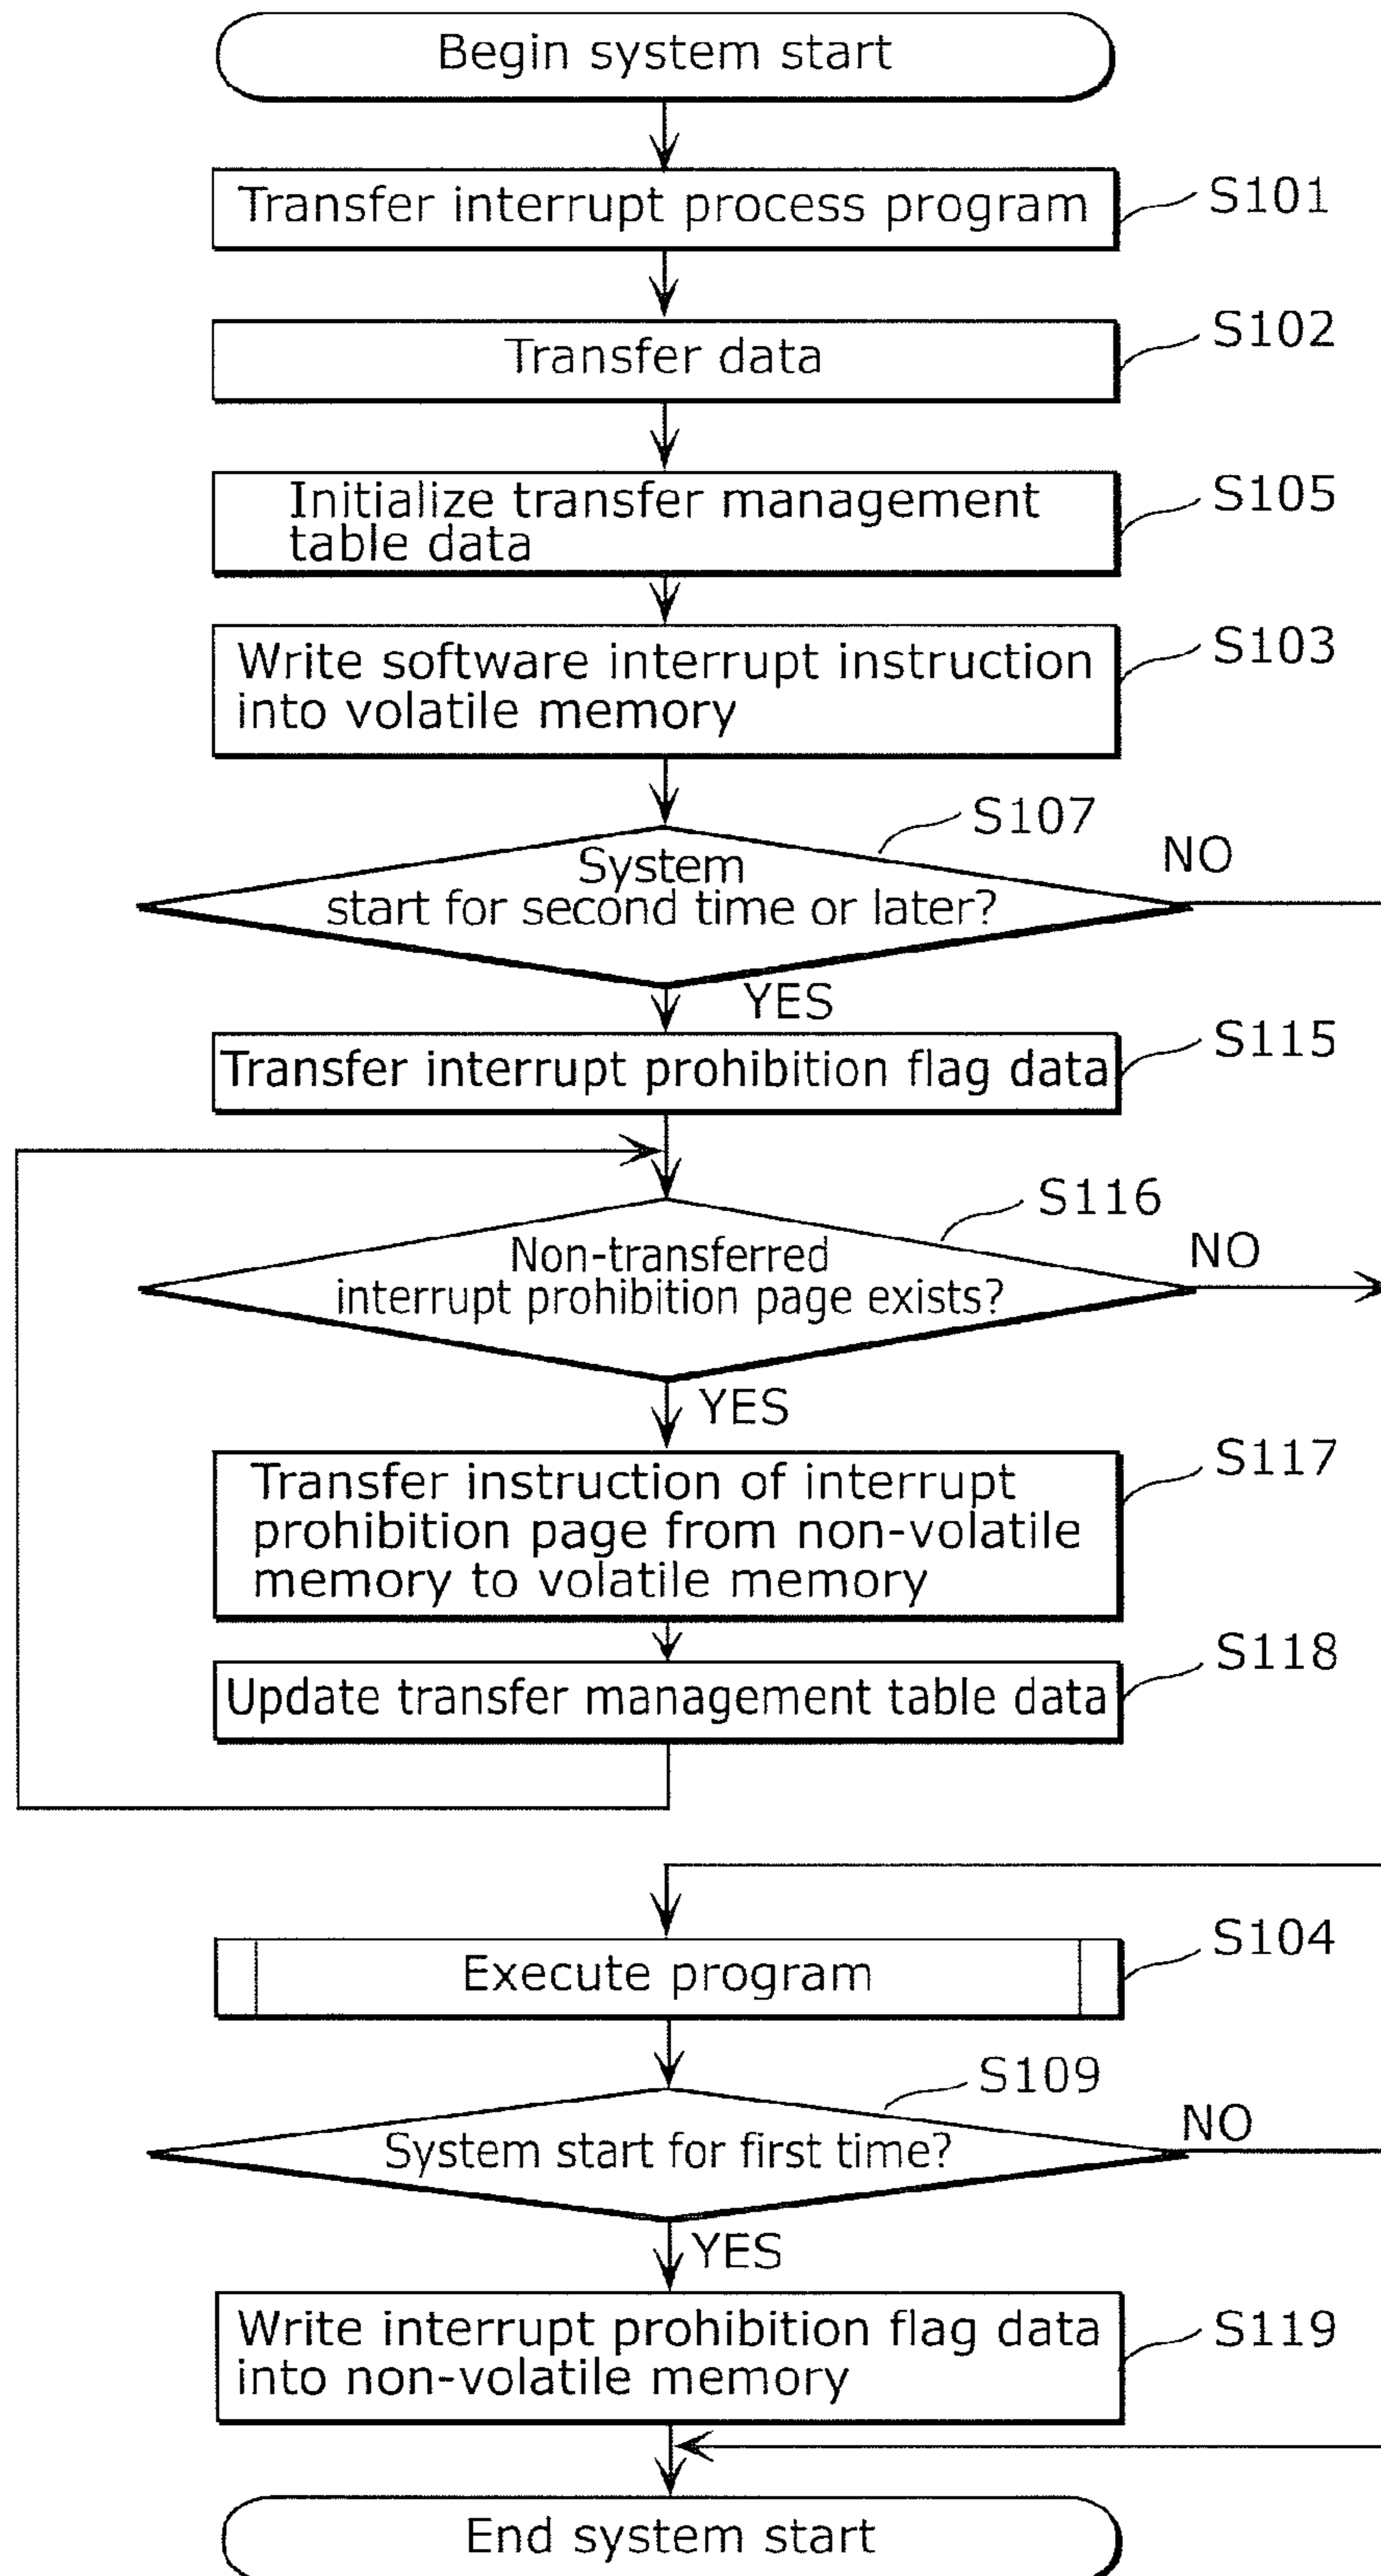 Begin system start
Transfer interrupt process program
S101
Transfer data
S102
Initialize transfer management
table data
S105
Write software interrupt instruction
into volatile memory
S103
S107
System
start for second time or later?
NO
YES
Transfer interrupt prohibition flag data
S115
S116
Non-transferred
interrupt prohibition page exists?
NO
YES
Transfer instruction of interrupt
prohibition page from non-volatile
memory to volatile memory
S117
Update transfer management table data
S118
Execute program
S104
S109
System start for first time?
NO
YES
Write interrupt prohibition flag data
into non-volatile memory
S119
End system start